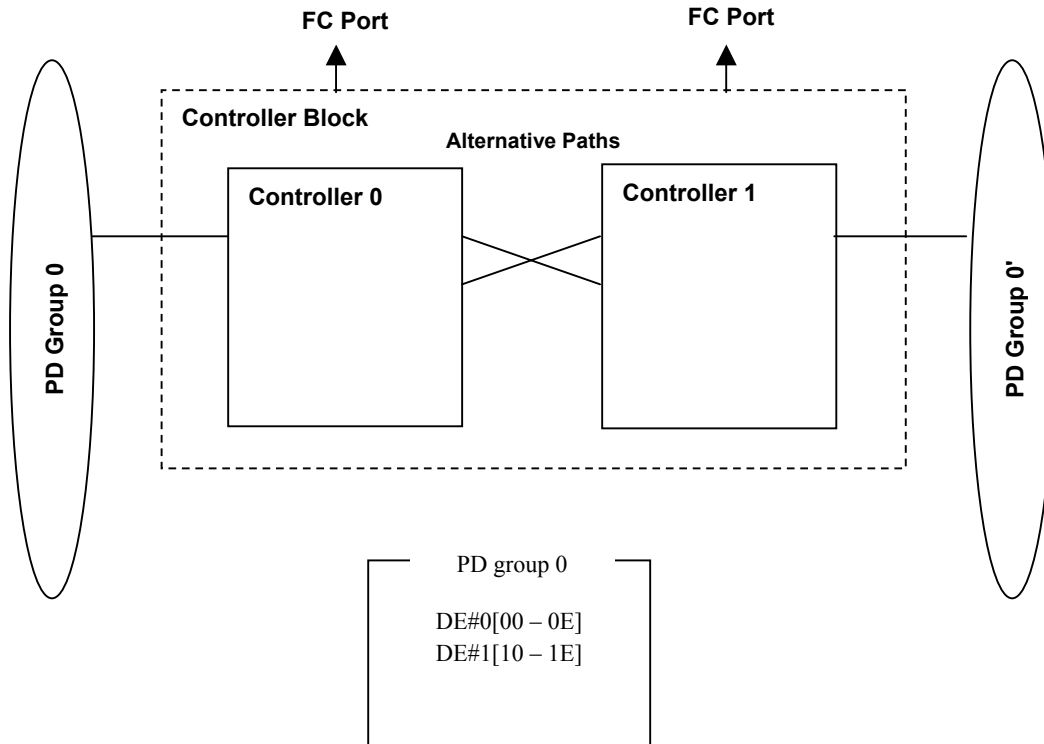 FC Port
FC Port
Controller Block
Alternative Paths
Controller 0
Controller 1
PD Group 0
PD Group 0'
PD group 0
DE#0[00 – 0E]
DE#1[10 – 1E]